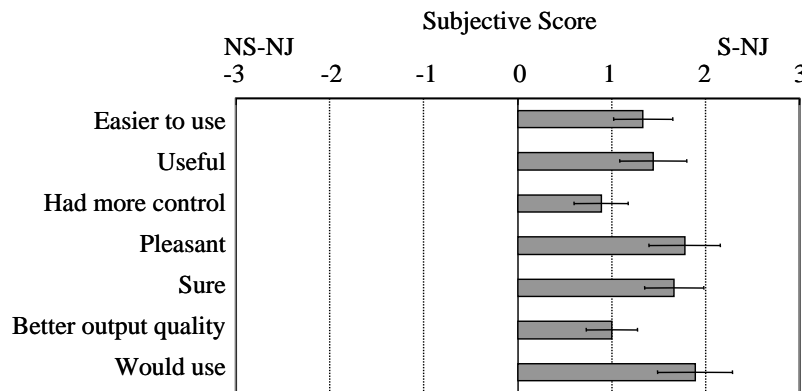 Subjective Score
NS-NJ S-NJ
-3 -2 -1 0 1 2 3
Easier to use
Useful
Had more control
Pleasant
Sure
Better output quality
Would use